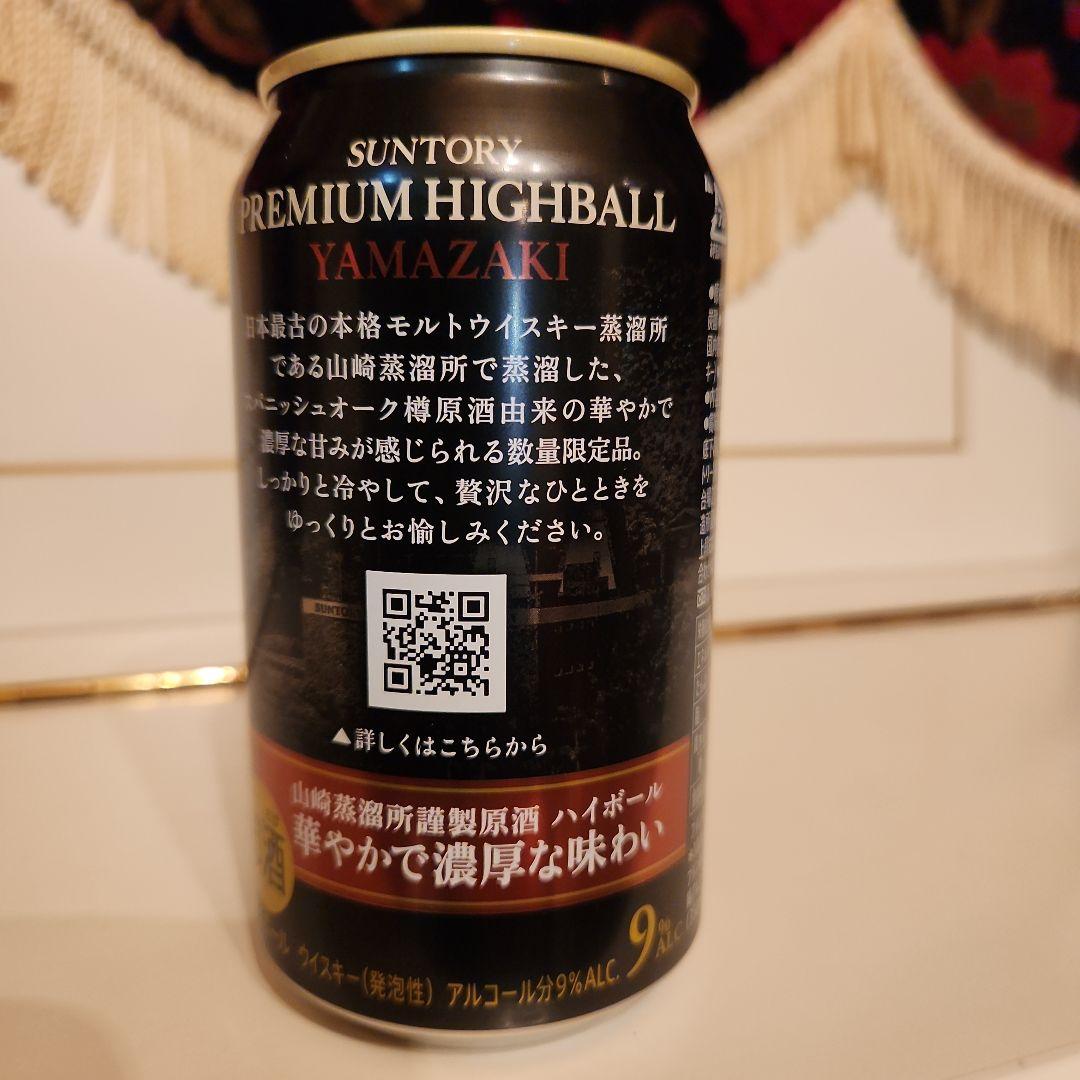 SUNTORY
PREMIUM HIGHBALL
YAMAZAKI
日本最古の本格モルトウイスキー蒸溜所
である山崎蒸溜所で蒸溜した、
スパニッシュオーク樽原酒由来の華やかで
濃厚な甘みが感じられる数量限定品。
しっかりと冷やして、贅沢なひとときを
ゆっくりとお愉しみください。
SUNTO
▲詳しくはこちらから
山崎蒸溜所謹製原酒 ハイボール
華やかで濃厚な味わい
酒
ール ウイスキー(発泡性) アルコール分9%ALC.
9%
ALC.